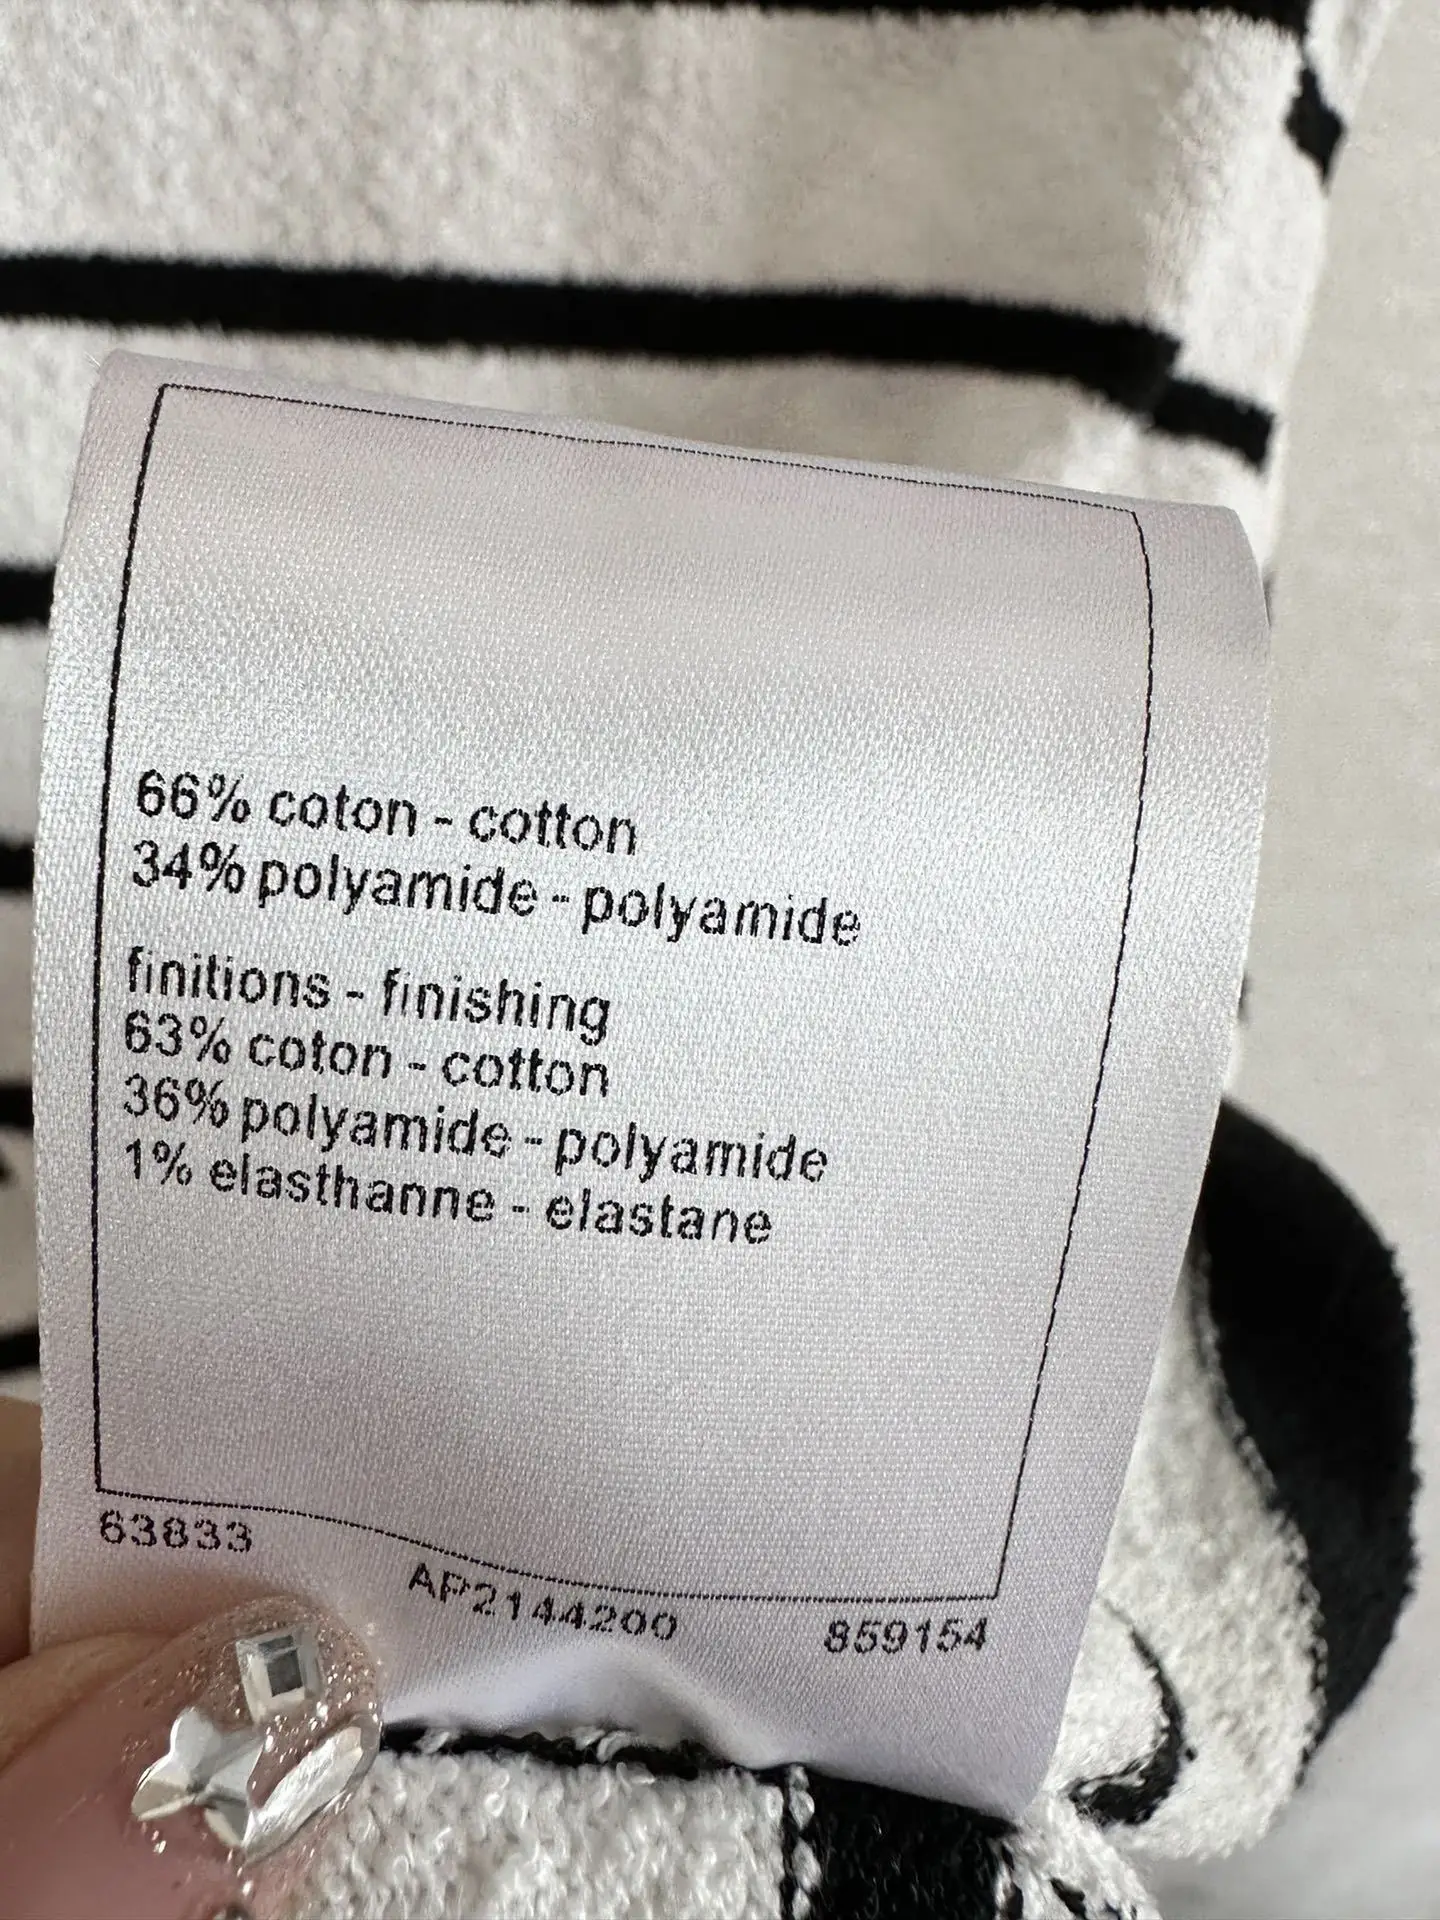 66% coton - cotton
34% polyamide - polyamide
finitions - finishing
63% coton - cotton
36% polyamide - polyamide
1% elasthanne - elastane
63833
AP2144200
859154